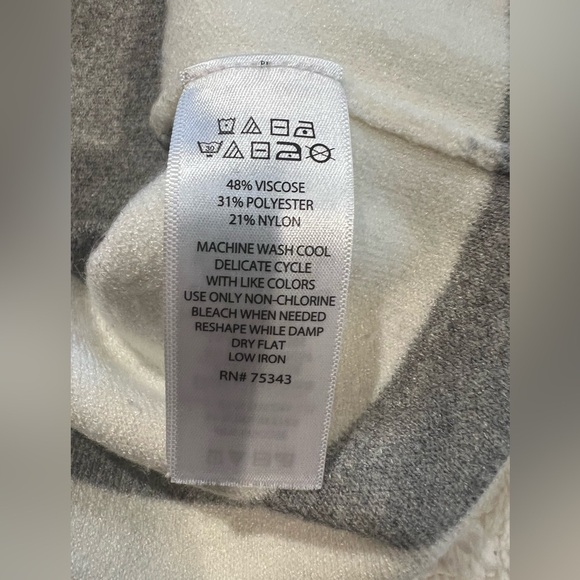 30
48% VISCOSE
31% POLYESTER
21% NYLON
MACHINE WASH COOL
DELICATE CYCLE
WITH LIKE COLORS
USE ONLY NON-CHLORINE
BLEACH WHEN NEEDED
RESHAPE WHILE DAMP
DRY FLAT
LOW IRON
RN# 75343